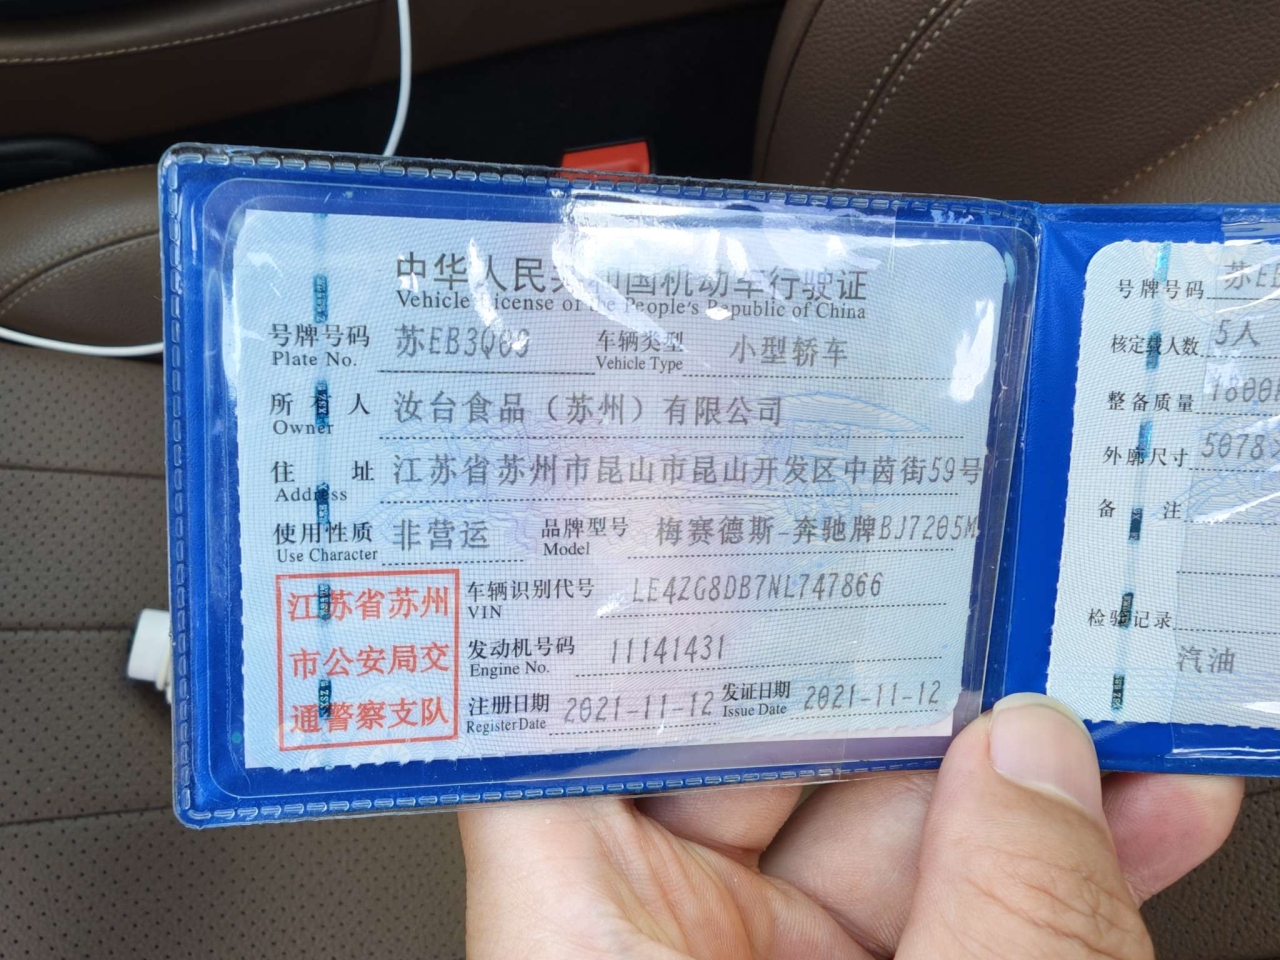 中华人民共和国机动车行驶证
Vehicle License of the People's Republic of China
号牌号码 苏EB3Q09 车辆类型 小型轿车
Plate No. Vehicle Type
所有人 汝台食品（苏州）有限公司
Owner
住址 江苏省苏州市昆山市昆山开发区中茵街59号
Address
使用性质 非营运 品牌型号 梅赛德斯-奔驰牌BJ7205M
Use Character Model
江苏省苏州
市公安局交
通警察支队
车辆识别代号 LE4ZG8DB7NL747866
VIN
发动机号码 11141431
Engine No.
注册日期 2021-11-12 发证日期 2021-11-12
Register Date Issue Date
号牌号码 苏E
核定载人数 5人
整备质量 1800
外廓尺寸 5078
备注
检验记录
汽油